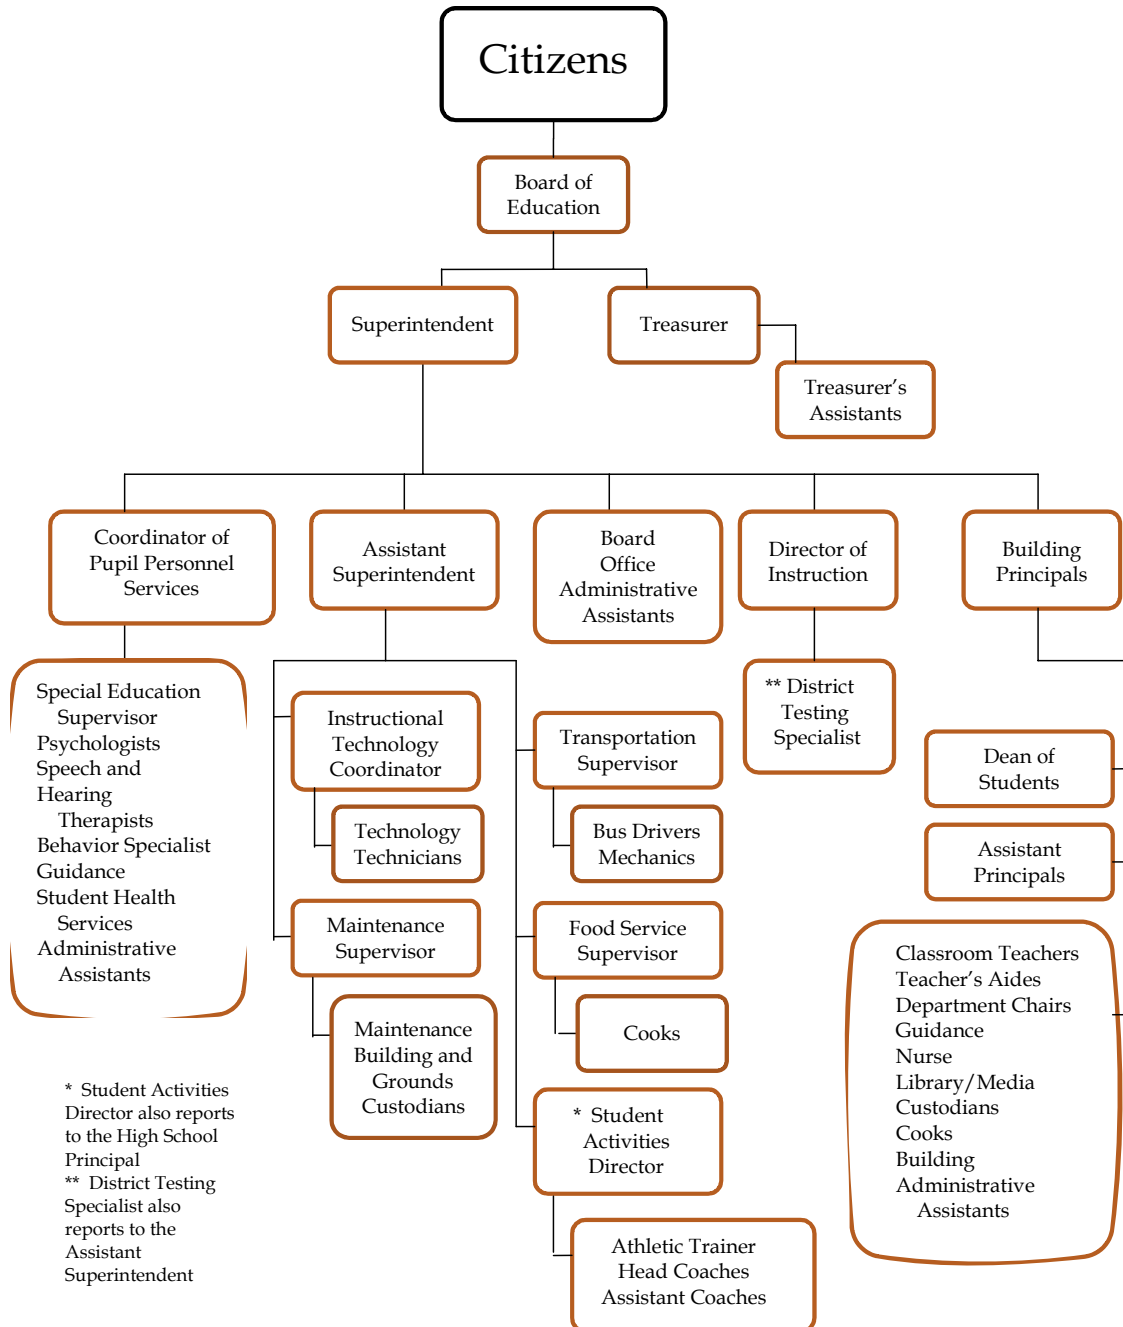 Citizens
Board of
Education
Superintendent
Treasurer
Treasurer’s
Assistants
Coordinator of
Pupil Personnel
Services
Assistant
Superintendent
Board
Office
Administrative
Assistants
Director of
Instruction
Building
Principals
Special Education
Supervisor
Psychologists
Speech and
Hearing
Therapists
Behavior Specialist
Guidance
Student Health
Services
Administrative
Assistants
Instructional
Technology
Coordinator
Technology
Technicians
Maintenance
Supervisor
Maintenance
Building and
Grounds
Custodians
Transportation
Supervisor
Bus Drivers
Mechanics
Food Service
Supervisor
Cooks
* Student
Activities
Director
Athletic Trainer
Head Coaches
Assistant Coaches
** District
Testing
Specialist
Dean of
Students
Assistant
Principals
Classroom Teachers
Teacher’s Aides
Department Chairs
Guidance
Nurse
Library/Media
Custodians
Cooks
Building
Administrative
Assistants
* Student Activities
Director also reports
to the High School
Principal
** District Testing
Specialist also
reports to the
Assistant
Superintendent